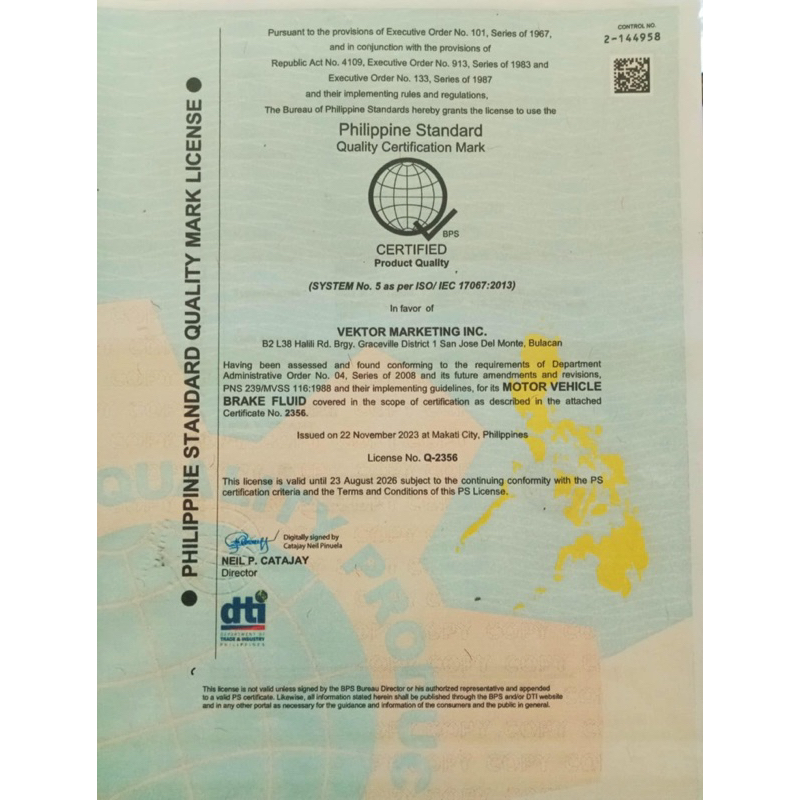 CONTROL NO.
2-144958
Pursuant to the provisions of Executive Order No. 101, Series of 1967,
and in conjunction with the provisions of
Republic Act No. 4109, Executive Order No. 913, Series of 1983 and
Executive Order No. 133, Series of 1987
and their implementing rules and regulations,
The Bureau of Philippine Standards hereby grants the license to use the
Philippine Standard
Quality Certification Mark
BPS
CERTIFIED
Product Quality
(SYSTEM No. 5 as per ISO/ IEC 17067:2013)
In favor of
VEKTOR MARKETING INC.
B2 L38 Halili Rd. Brgy. Graceville District 1 San Jose Del Monte, Bulacan
Having been assessed and found conforming to the requirements of Department
Administrative Order No. 04, Series of 2008 and its future amendments and revisions,
PNS 239/MVSS 116:1988 and their implementing guidelines, for its MOTOR VEHICLE
BRAKE FLUID covered in the scope of certification as described in the attached
Certificate No. 2356.
Issued on 22 November 2023 at Makati City, Philippines
License No. Q-2356
This license is valid until 23 August 2026 subject to the continuing conformity with the PS
certification criteria and the Terms and Conditions of this PS License.
Digitally signed by
Catajay Neil Pinuela
NEIL P. CATAJAY
Director
dti
DEPARTMENT OF
TRADE & INDUSTRY
PHILIPPINES
This license is not valid unless signed by the BPS Bureau Director or his authorized representative and appended
to a valid PS certificate. Likewise, all information stated herein shall be published through the BPS and/or DTI website
and in any other portal as necessary for the guidance and information of the consumers and the public in general.
PHILIPPINE STANDARD QUALITY MARK LICENSE
QUALITY PRODUC